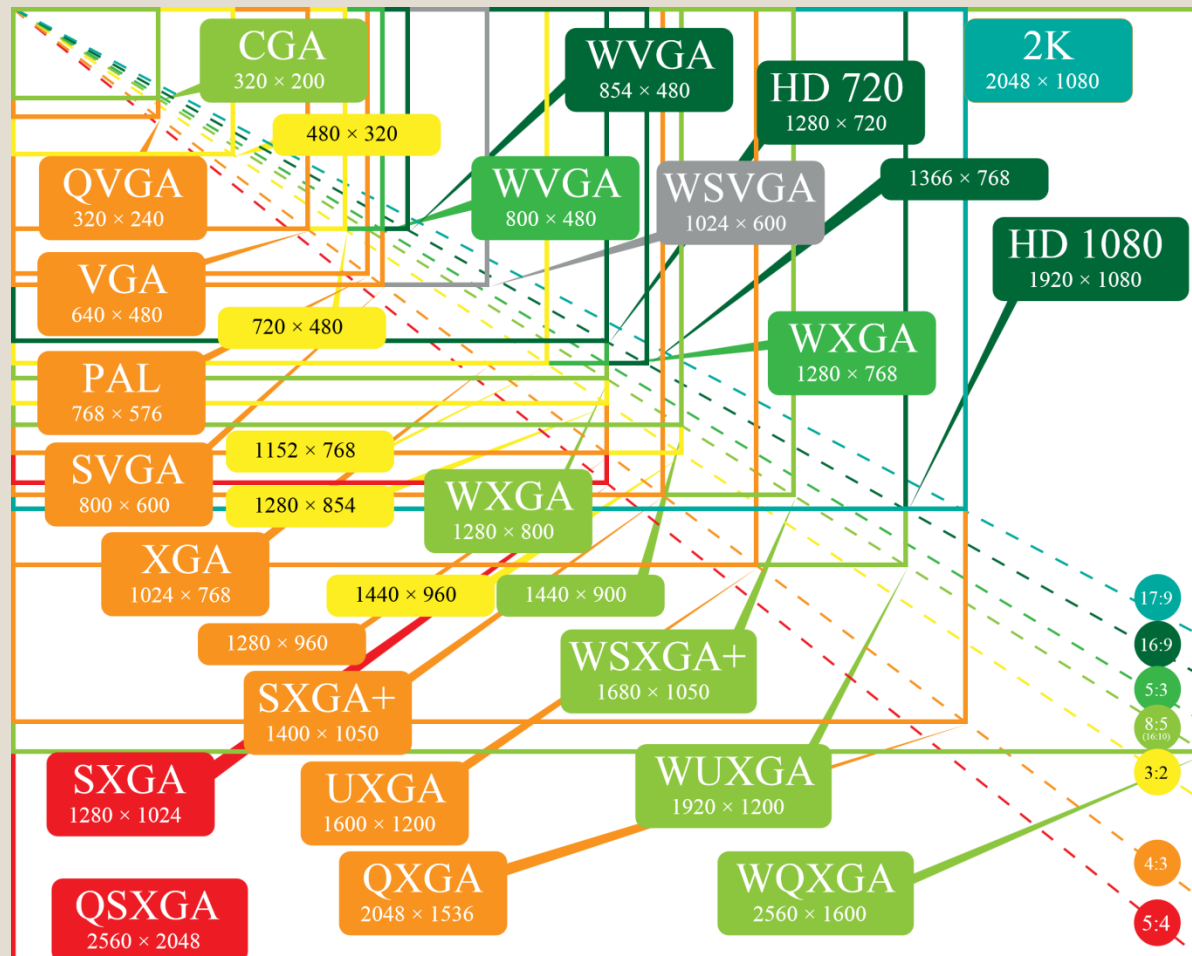 CGA
320 × 200
WVGA
854 × 480
2K
2048 × 1080
HD 720
1280 × 720
480 × 320
QVGA
320 × 240
WVGA
800 × 480
WSVGA
1024 × 600
1366 × 768
HD 1080
1920 × 1080
VGA
640 × 480
720 × 480
WXGA
1280 × 768
PAL
768 × 576
1152 × 768
SVGA
800 × 600
1280 × 854
WXGA
1280 × 800
XGA
1024 × 768
1440 × 960
1440 × 900
17:9
1280 × 960
16:9
WSXGA+
1680 × 1050
5:3
SXGA+
1400 × 1050
8:5
(16:10)
3:2
SXGA
1280 × 1024
UXGA
1600 × 1200
WUXGA
1920 × 1200
4:3
QXGA
2048 × 1536
WQXGA
2560 × 1600
5:4
QSXGA
2560 × 2048